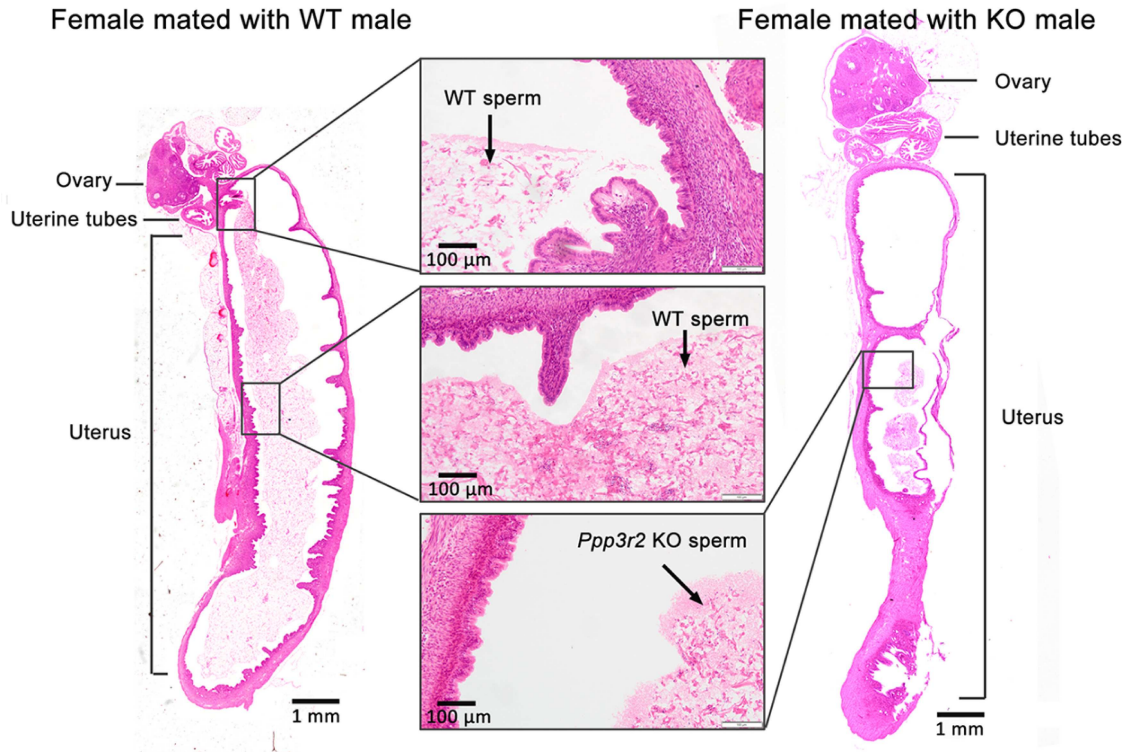 Female mated with WT male
Female mated with KO male
WT sperm
100 µm
Ovary
Uterine tubes
Uterus
1 mm
WT sperm
100 µm
Ppp3r2 KO sperm
100 µm
Ovary
Uterine tubes
Uterus
1 mm